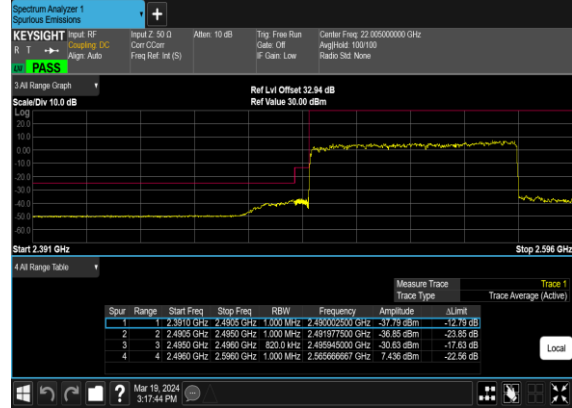 Spectrum Analyzer 1
Spurious Emissions
+
KEYSIGHT Input: RF Input Z: 50 Ω Atten: 10 dB Trig: Free Run Center Freq: 22.005000000 GHz
R T Coupling: DC Corr CCorr Gate: Off Avg|Hold: 100/100
Align: Auto Freq Ref: Int (S) IF Gain: Low Radio Std: None
PASS
3 All Range Graph
Ref Lvl Offset 32.94 dB
Scale/Div 10.0 dB Ref Value 30.00 dBm
Log
20.0
10.0
0.00
-10.0
-20.0
-30.0
-40.0
-50.0
-60.0
Start 2.391 GHz Stop 2.596 GHz
4 All Range Table
Measure Trace Trace 1
Trace Type Trace Average (Active)
Spur Range Start Freq Stop Freq RBW Frequency Amplitude ΔLimit
1 1 2.3910 GHz 2.4905 GHz 1.000 MHz 2.490002500 GHz -37.79 dBm -12.79 dB
2 2 2.4905 GHz 2.4950 GHz 1.000 MHz 2.491977500 GHz -36.85 dBm -23.85 dB
3 3 2.4950 GHz 2.4960 GHz 820.0 kHz 2.495945000 GHz -30.63 dBm -17.63 dB
4 4 2.4960 GHz 2.5960 GHz 1.000 MHz 2.565666667 GHz 7.436 dBm -22.56 dB
Local
? Mar 19, 2024
3:17:44 PM